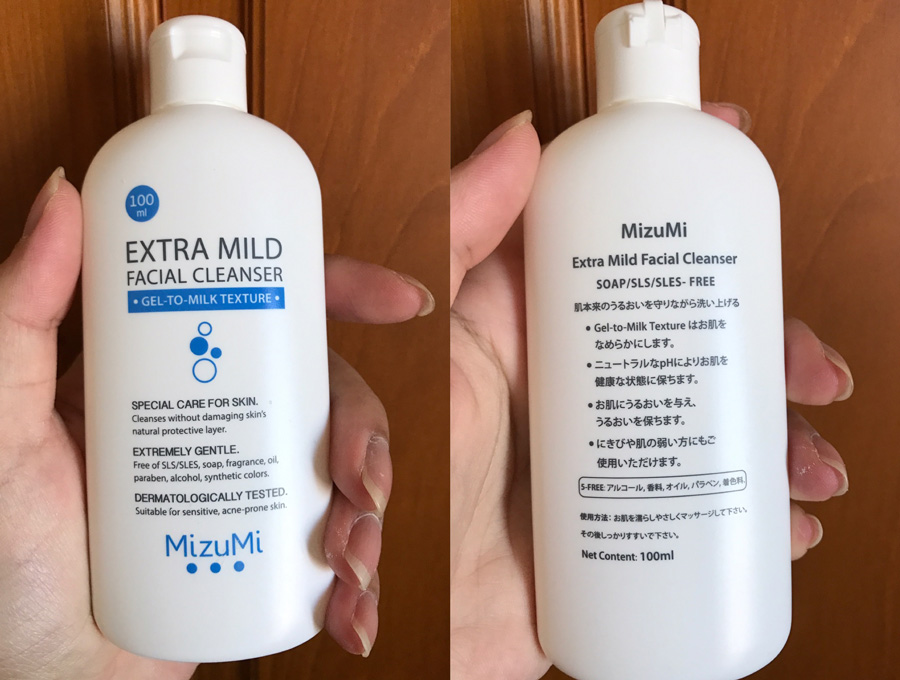 100
ml
EXTRA MILD
FACIAL CLEANSER
• GEL-TO-MILK TEXTURE •
SPECIAL CARE FOR SKIN.
Cleanses without damaging skin's
natural protective layer.
EXTREMELY GENTLE.
Free of SLS/SLES, soap, fragrance, oil,
paraben, alcohol, synthetic colors.
DERMATOLOGICALLY TESTED.
Suitable for sensitive, acne-prone skin.
MizuMi
MizuMi
Extra Mild Facial Cleanser
SOAP/SLS/SLES- FREE
肌本来のうるおいを守りながら洗い上げる
• Gel-to-Milk Texture はお肌を
なめらかにします。
• ニュートラルなpHによりお肌を
健康な状態に保ちます。
• お肌にうるおいを与え、
うるおいを保ちます。
• にきびや肌の弱い方にもご
使用いただけます。
5-FREE: アルコール, 香料, オイル, パラベン, 着色料,
使用方法: お肌を濡らしやさしくマッサージして下さい。
その後しっかりすすいで下さい。
Net Content: 100ml